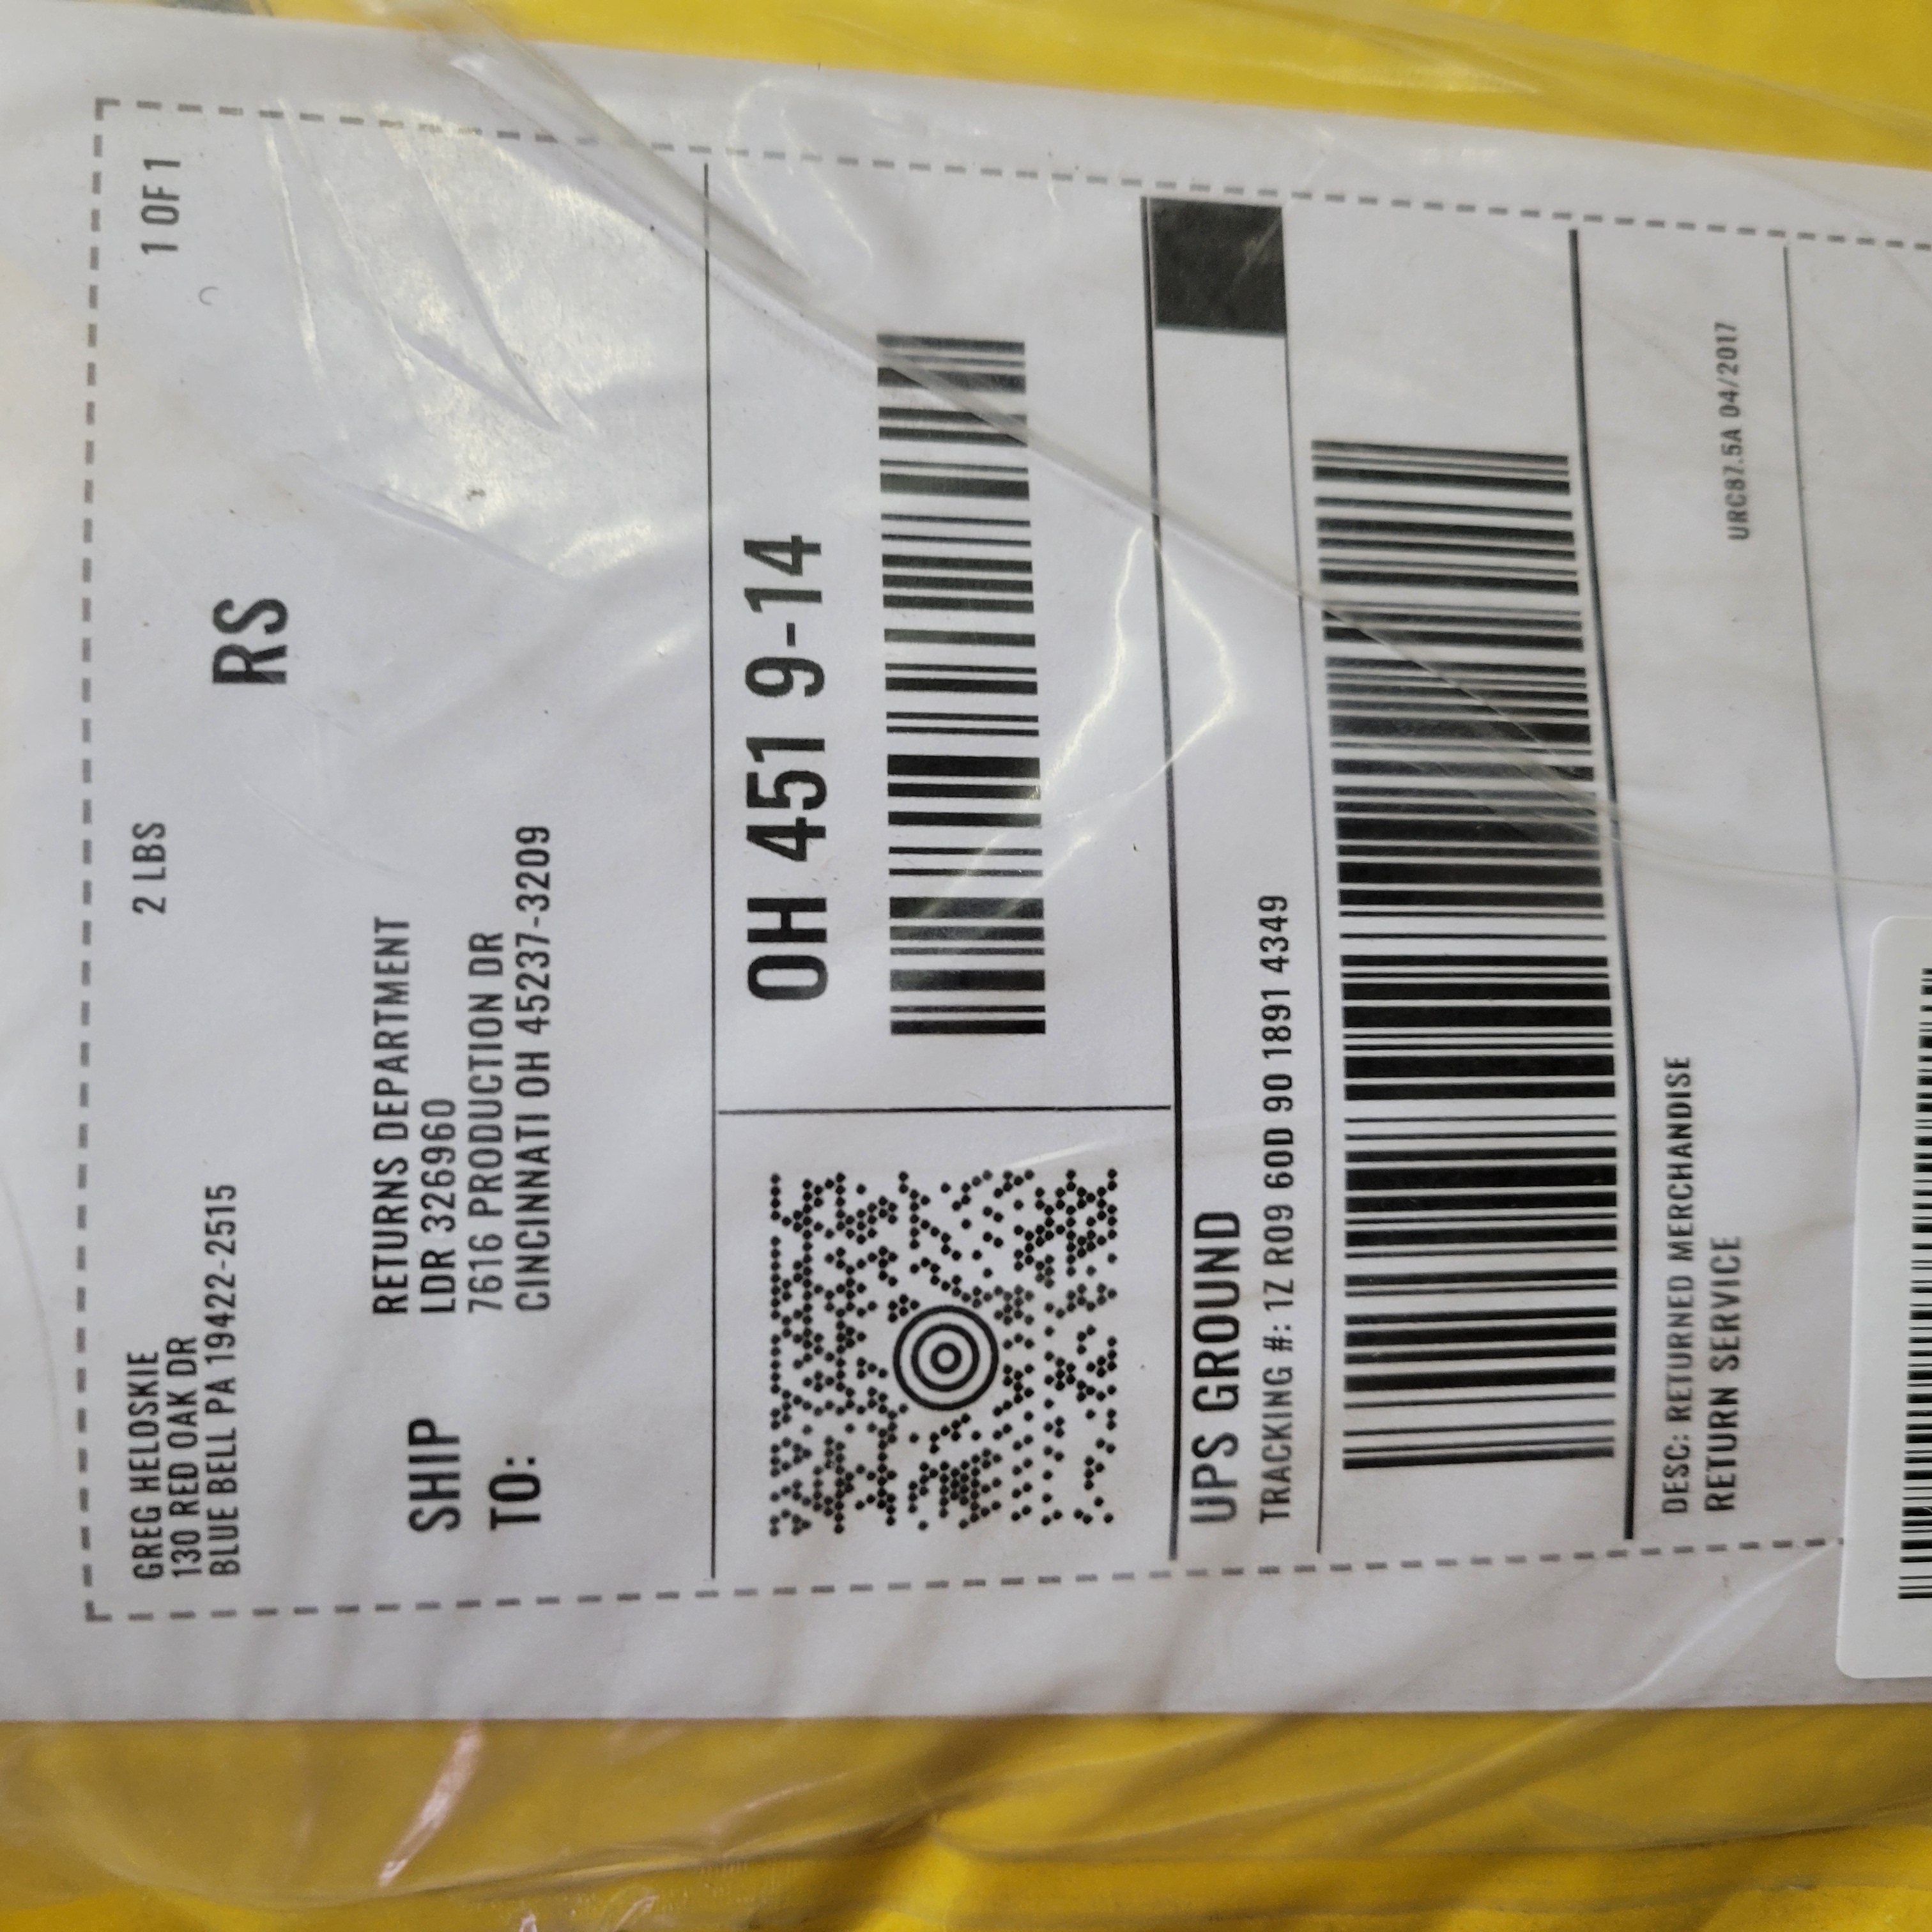 GREG HELOSKIE
130 RED OAK DR
BLUE BELL PA 19422-2515
2 LBS
1 OF 1
RS
SHIP TO:
RETURNS DEPARTMENT
LDR 326960
7616 PRODUCTION DR
CINCINNATI OH 45237-3209
OH 451 9-14
UPS GROUND
TRACKING #: 1Z R09 60D 90 1891 4349
DESC: RETURNED MERCHANDISE
RETURN SERVICE
URC87.5A 04/2017